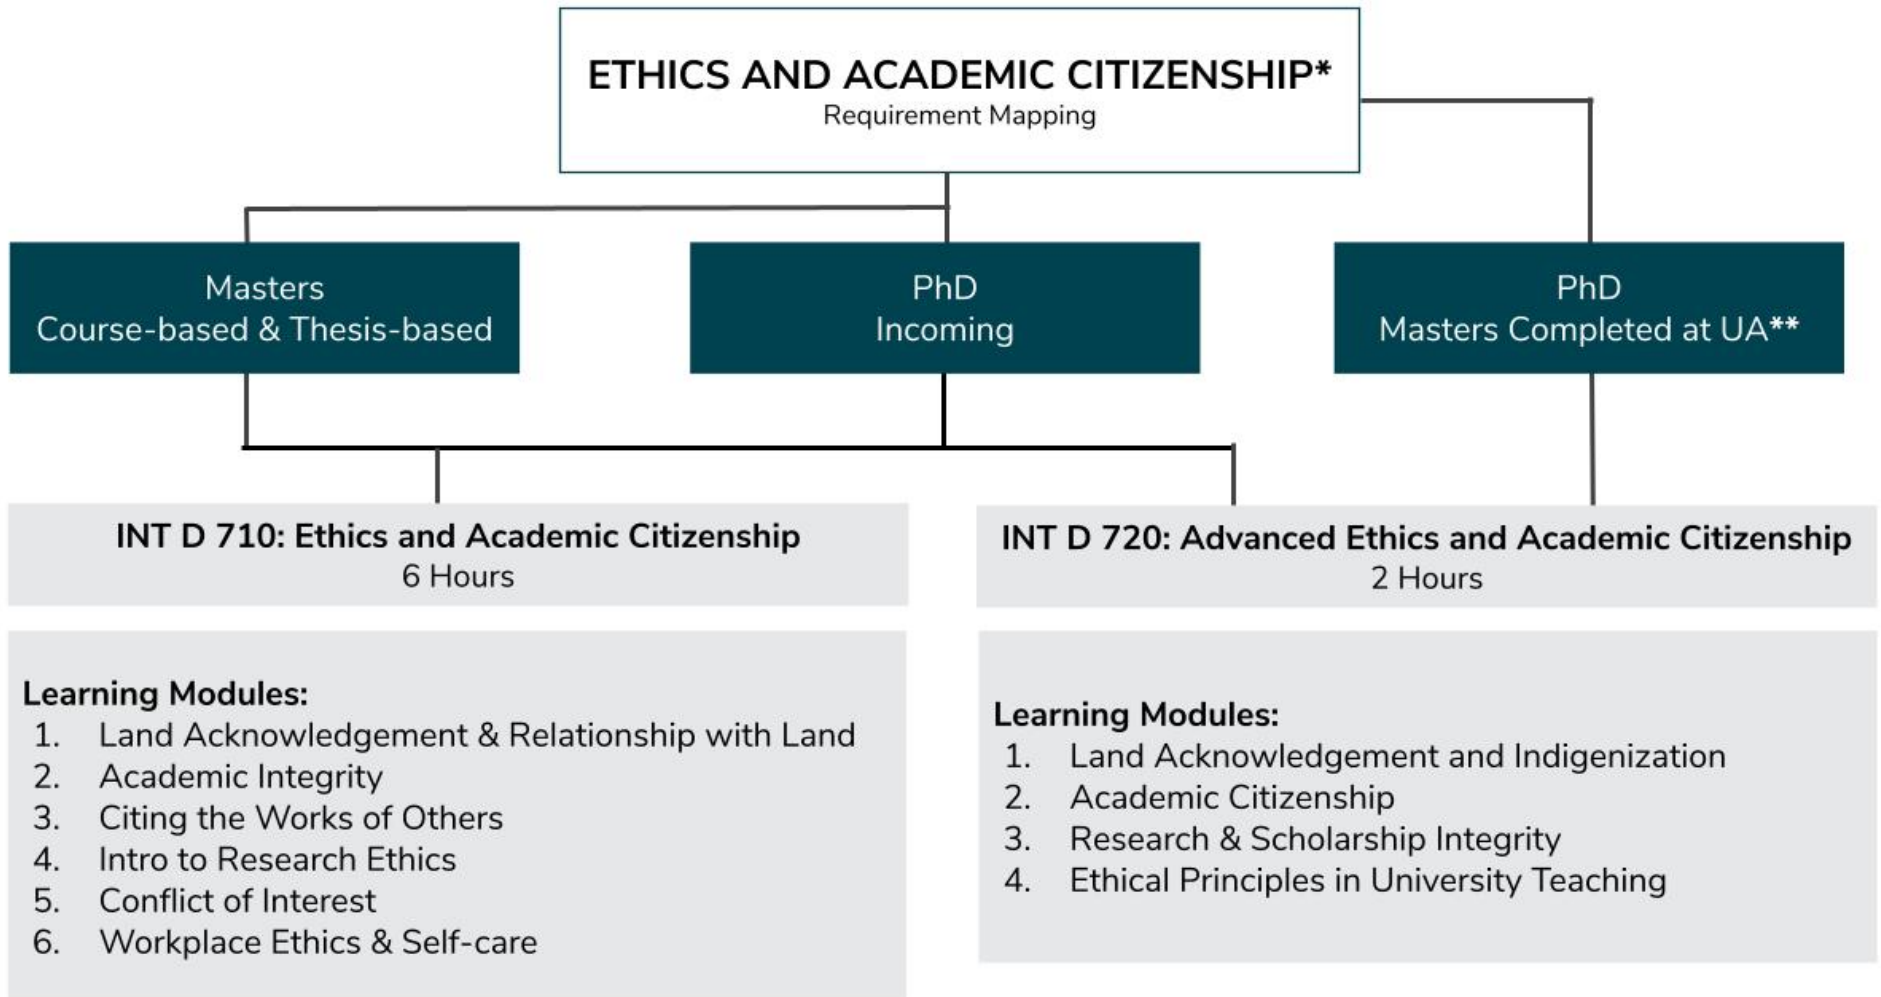 ETHICS AND ACADEMIC CITIZENSHIP*
Requirement Mapping
Masters
Course-based & Thesis-based
PhD
Incoming
PhD
Masters Completed at UA**
INT D 710: Ethics and Academic Citizenship
6 Hours
INT D 720: Advanced Ethics and Academic Citizenship
2 Hours
Learning Modules:
1. Land Acknowledgement & Relationship with Land
2. Academic Integrity
3. Citing the Works of Others
4. Intro to Research Ethics
5. Conflict of Interest
6. Workplace Ethics & Self-care
Learning Modules:
1. Land Acknowledgement and Indigenization
2. Academic Citizenship
3. Research & Scholarship Integrity
4. Ethical Principles in University Teaching